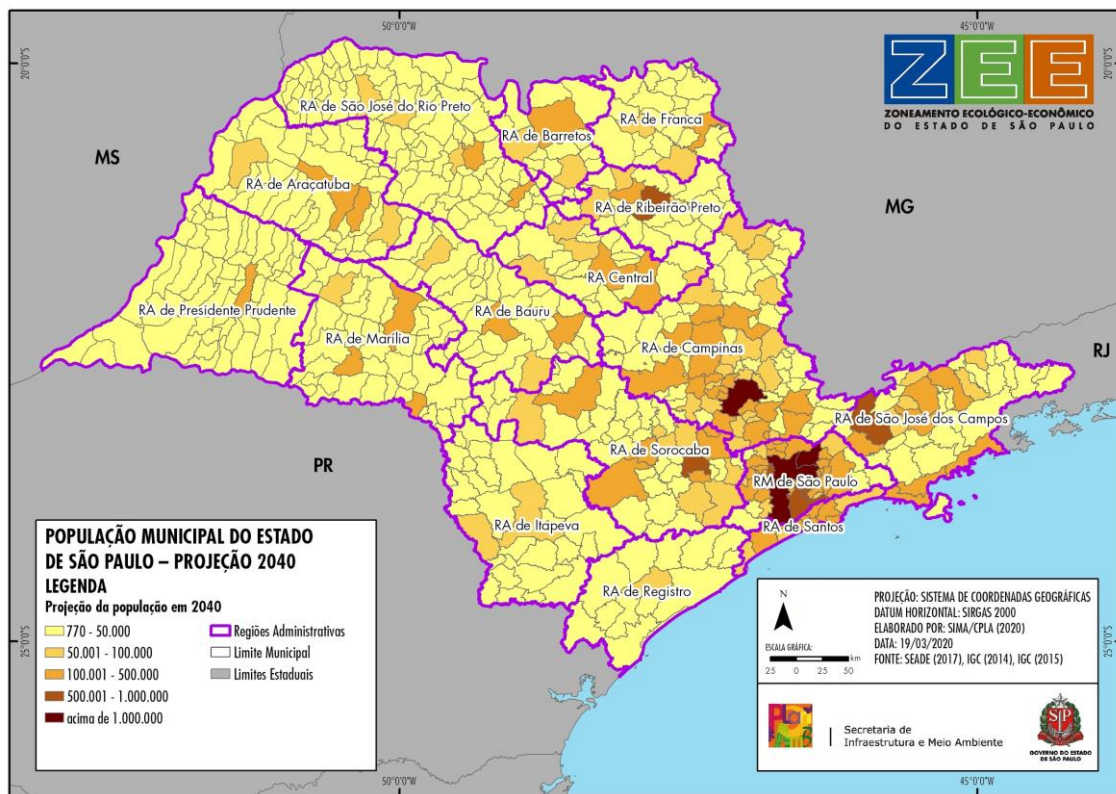 50°0'0"W
45°0'0"W
20°0'0"S
20°0'0"S
ZEE
ZONEAMENTO ECOLÓGICO-ECONÔMICO
DO ESTADO DE SÃO PAULO
MS
MG
RJ
PR
RA de São José do Rio Preto
RA de Barretos
RA de Franca
RA de Araçatuba
RA de Ribeirão Preto
RA Central
RA de Presidente Prudente
RA de Bauru
RA de Marília
RA de Campinas
RA de São José dos Campos
RA de Sorocaba
RM de São Paulo
RA de Itapeva
RA de Santos
RA de Registro
POPULAÇÃO MUNICIPAL DO ESTADO
DE SÃO PAULO – PROJEÇÃO 2040
LEGENDA
Projeção da população em 2040
770 - 50.000
50.001 - 100.000
100.001 - 500.000
500.001 - 1.000.000
acima de 1.000.000
Regiões Administrativas
Limite Municipal
Limites Estaduais
N
ESCALA GRÁFICA:
km
25 0 25 50
PROJEÇÃO: SISTEMA DE COORDENADAS GEOGRÁFICAS
DATUM HORIZONTAL: SIRGAS 2000
ELABORADO POR: SIMA/CPLA (2020)
DATA: 19/03/2020
FONTE: SEADE (2017), IGC (2014), IGC (2015)
Secretaria de
Infraestrutura e Meio Ambiente
SP
GOVERNO DO ESTADO
DE SÃO PAULO
25°0'0"S
25°0'0"S
50°0'0"W
45°0'0"W